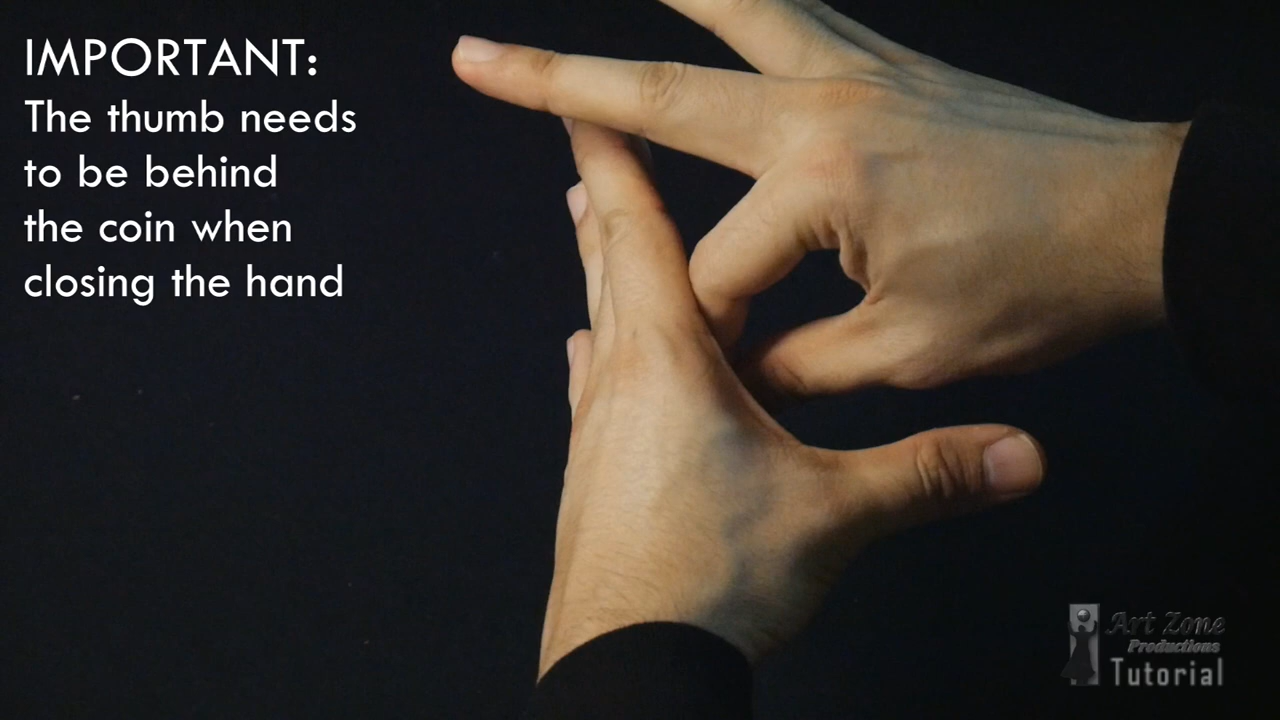 IMPORTANT:
The thumb needs
to be behind
the coin when
closing the hand
Art Zone
Productions
Tutorial